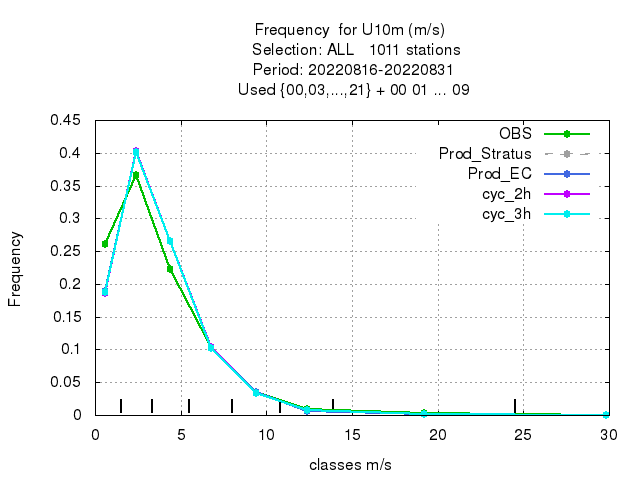 Frequency  for U10m (m/s)
Selection: ALL   1011 stations
Period: 20220816-20220831
Used {00,03,...,21} + 00 01 ... 09
0.45
0.4
0.35
0.3
0.25
0.2
0.15
0.1
0.05
0
Frequency
OBS
Prod_Stratus
Prod_EC
cyc_2h
cyc_3h
0 5 10 15 20 25 30
classes m/s